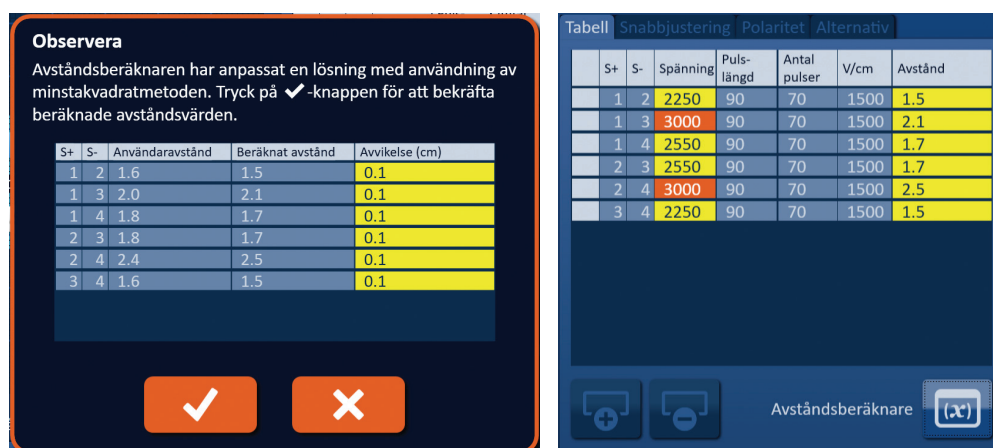 Observera
Avståndsberäknaren har anpassat en lösning med användning av
minstakvadratmetoden. Tryck på ✔-knappen för att bekräfta
beräknade avståndsvärden.
S+ S- Användaravstånd Beräknat avstånd Avvikelse (cm)
1 2 1.6 1.5 0.1
1 3 2.0 2.1 0.1
1 4 1.8 1.7 0.1
2 3 1.8 1.7 0.1
2 4 2.4 2.5 0.1
3 4 1.6 1.5 0.1
Tabell Snabbjustering Polaritet Alternativ
S+ S- Spänning Puls- Antal V/cm Avstånd
längd pulser
1 2 2250 90 70 1500 1.5
1 3 3000 90 70 1500 2.1
1 4 2550 90 70 1500 1.7
2 3 2550 90 70 1500 1.7
2 4 3000 90 70 1500 2.5
3 4 2250 90 70 1500 1.5
Avståndsberäknare (x)